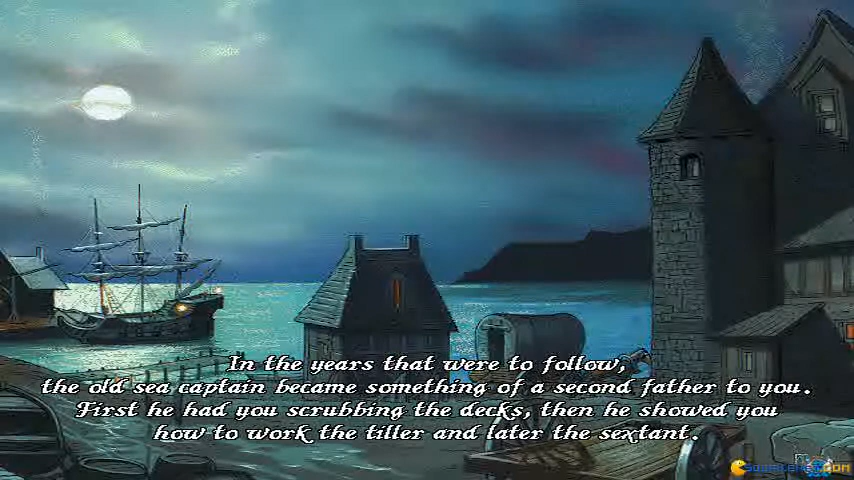 In the years that were to follow,
the old sea captain became something of a second father to you.
First he had you scrubbing the decks, then he showed you
how to work the tiller and later the sextant.